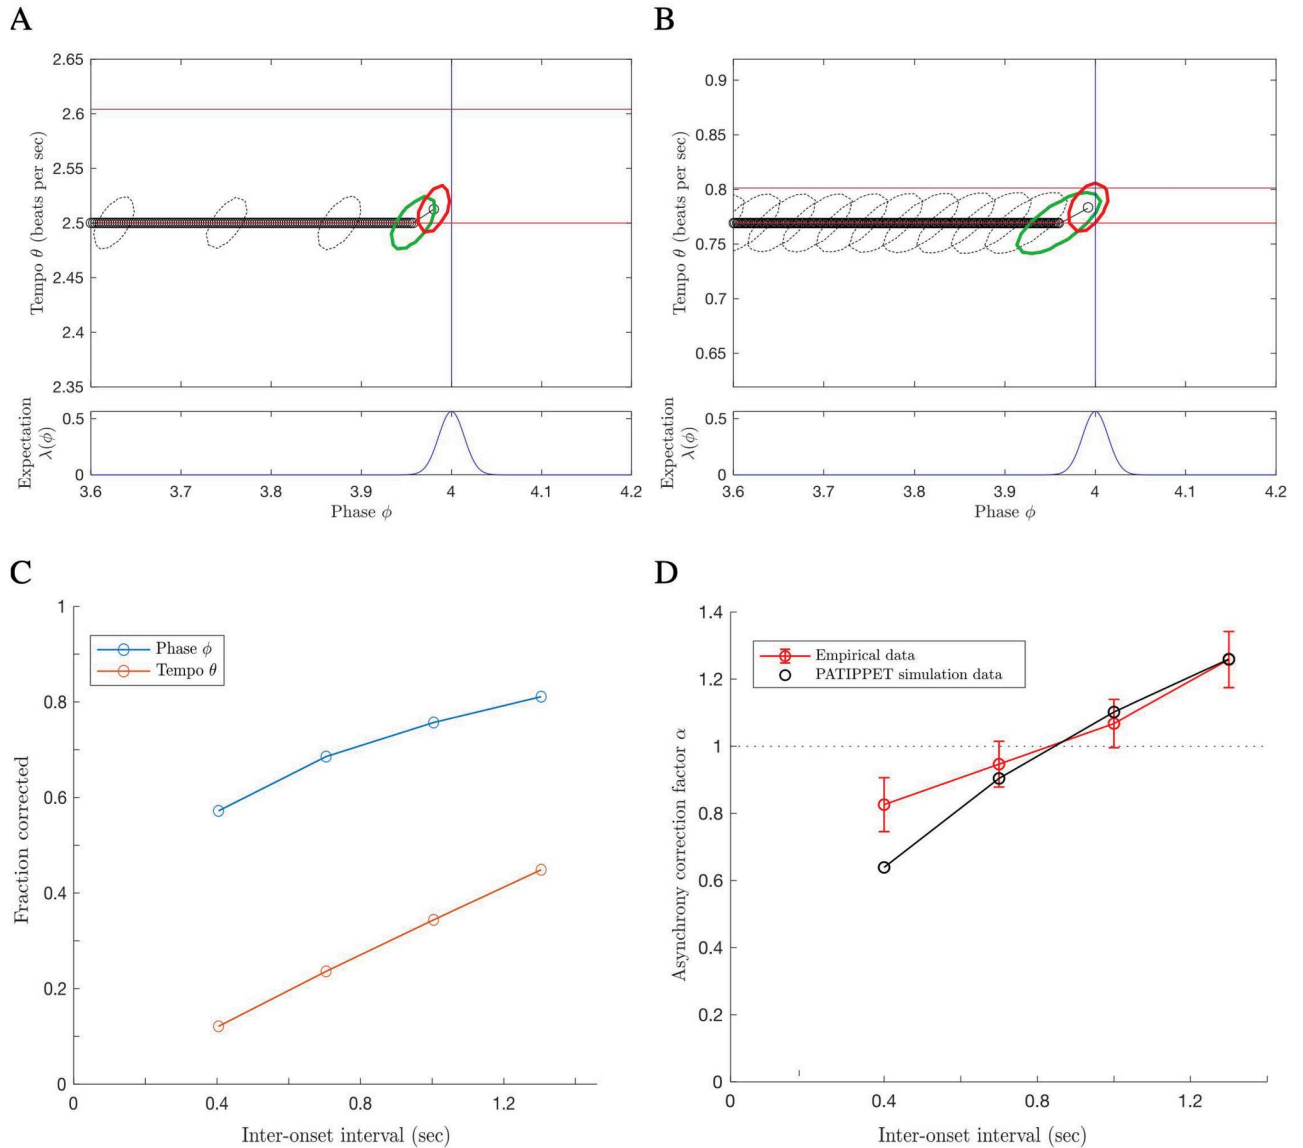 A
2.65
2.6
2.55
2.5
2.45
2.4
2.35
Tempo θ (beats per sec)
0.5
0
Expectation
λ(ϕ)
3.6 3.7 3.8 3.9 4 4.1 4.2
Phase ϕ
B
0.9
0.85
0.8
0.75
0.7
0.65
Tempo θ (beats per sec)
0.5
0
Expectation
λ(ϕ)
3.6 3.7 3.8 3.9 4 4.1 4.2
Phase ϕ
C
1
0.8
0.6
0.4
0.2
0
Fraction corrected
Phase ϕ
Tempo θ
0 0.4 0.8 1.2
Inter-onset interval (sec)
D
1.4
1.2
1
0.8
0.6
0.4
0.2
0
Asynchrony correction factor α
Empirical data
PATIPPET simulation data
0 0.4 0.8 1.2
Inter-onset interval (sec)